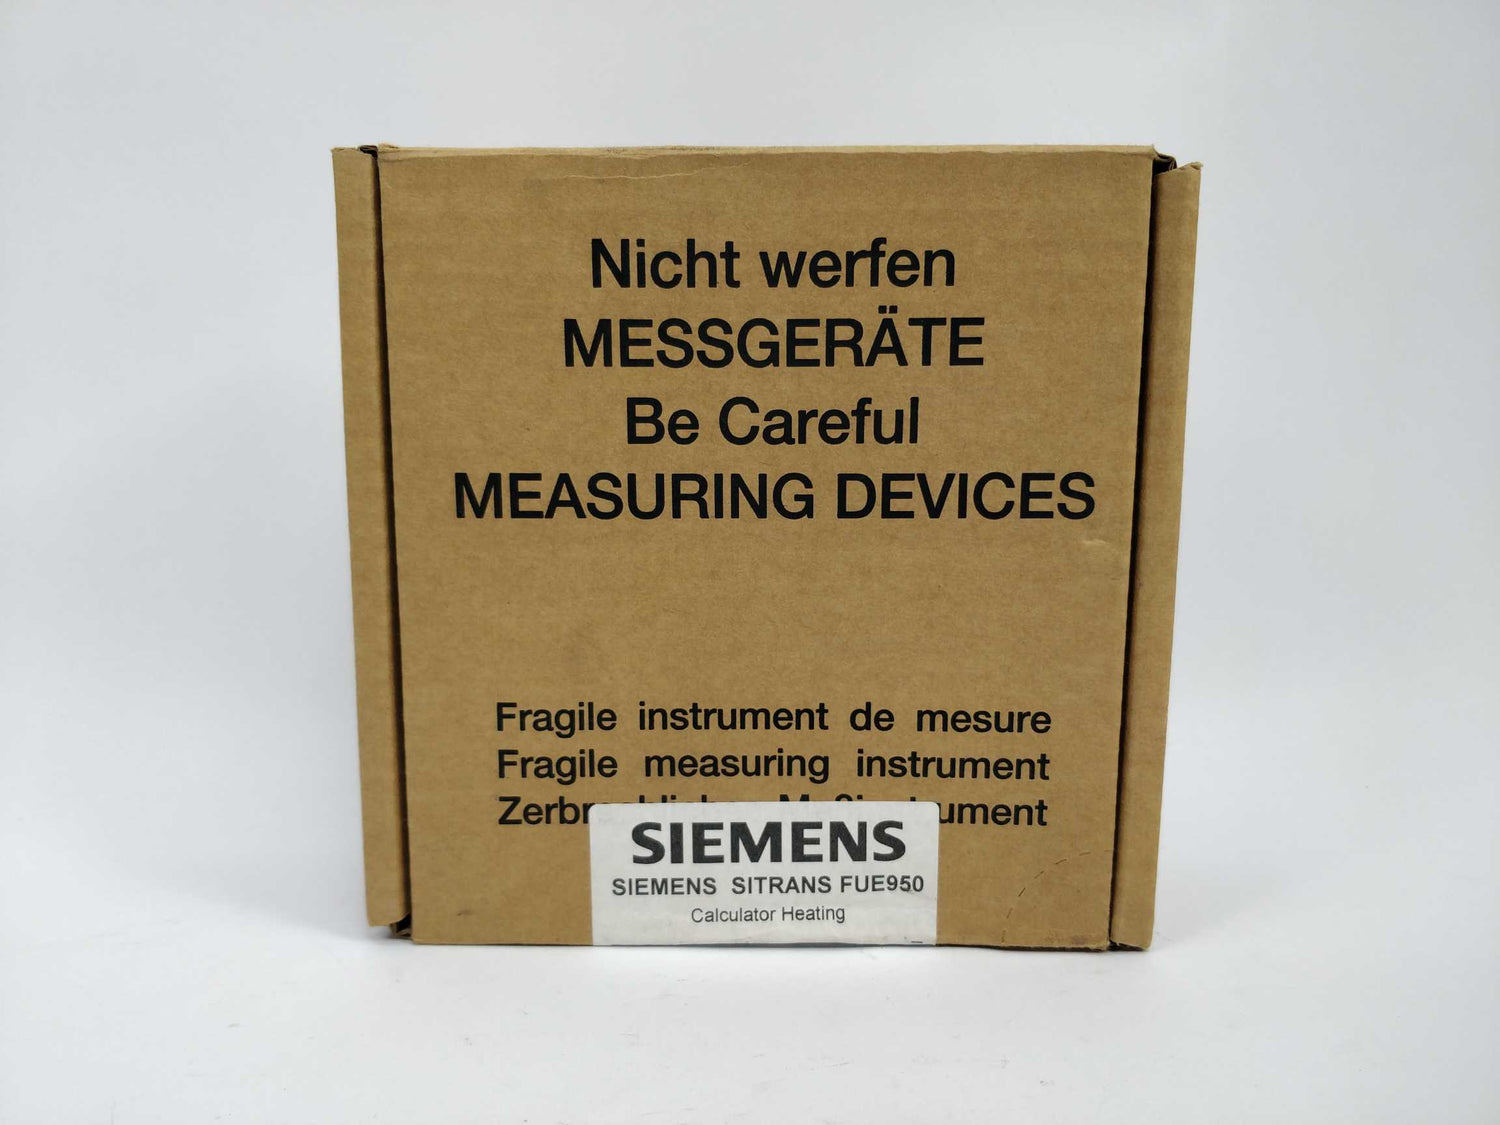 Nicht werfen
MESSGERÄTE
Be Careful
MEASURING DEVICES
Fragile instrument de mesure
Fragile measuring instrument
SIEMENS
SIEMENS SITRANS FUE950
Calculator Heating